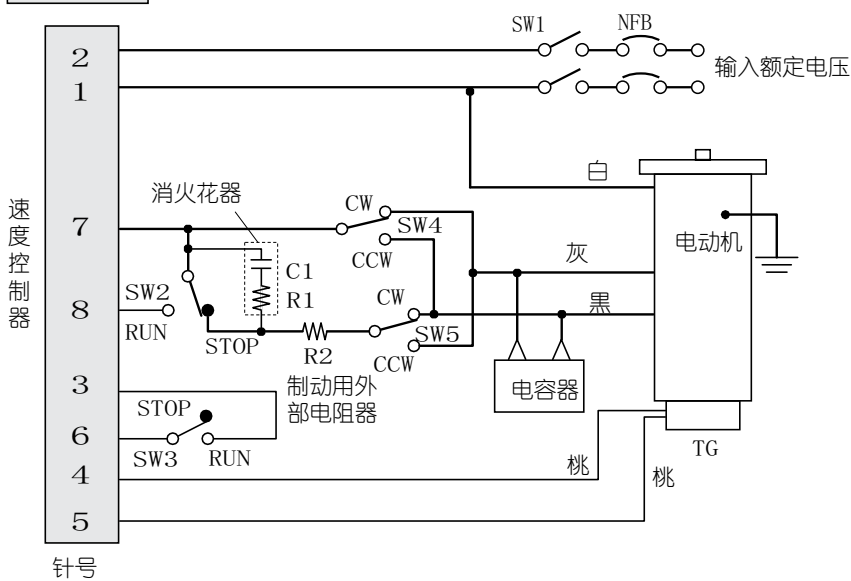 SW1
NFB
输入额定电压
2
1
白
消火花器
CW
SW4
CCW
7
电动机
灰
C1
R1
速度控制器
SW2
8
RUN
STOP
R2
CW
SW5
CCW
黒
电容器
制动用外
部电阻器
3
STOP
6
SW3
RUN
TG
4
桃
桃
5
针号